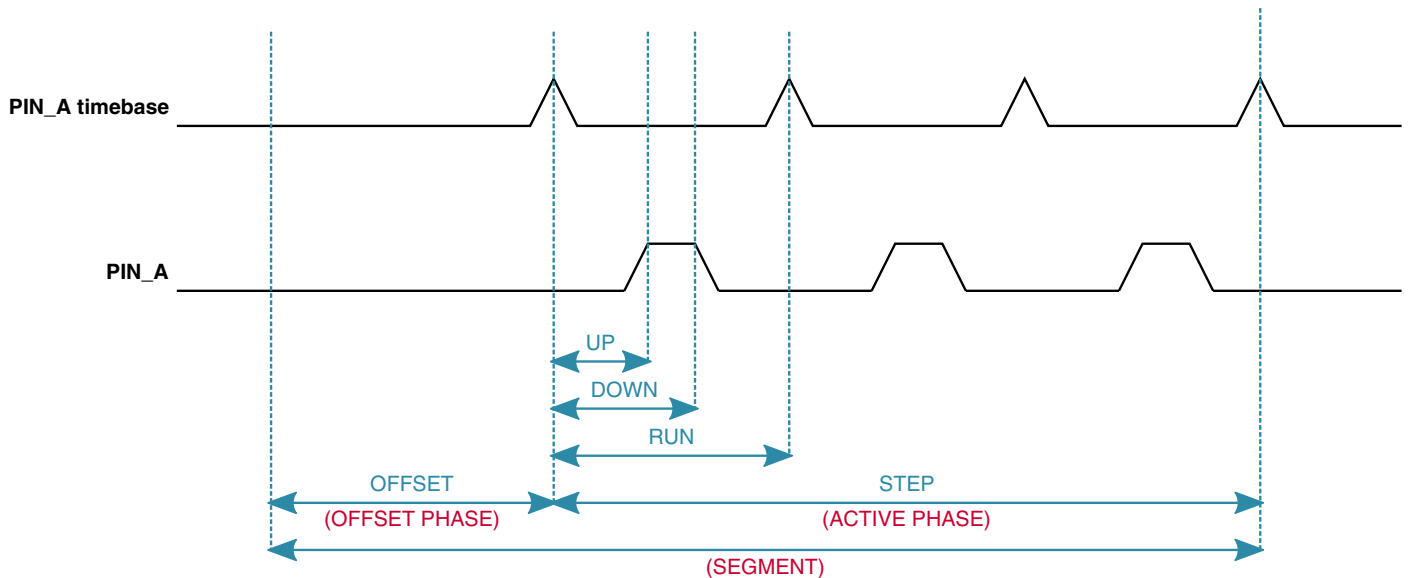 PIN_A timebase
PIN_A
UP
DOWN
RUN
OFFSET
STEP
(OFFSET PHASE)
(ACTIVE PHASE)
(SEGMENT)